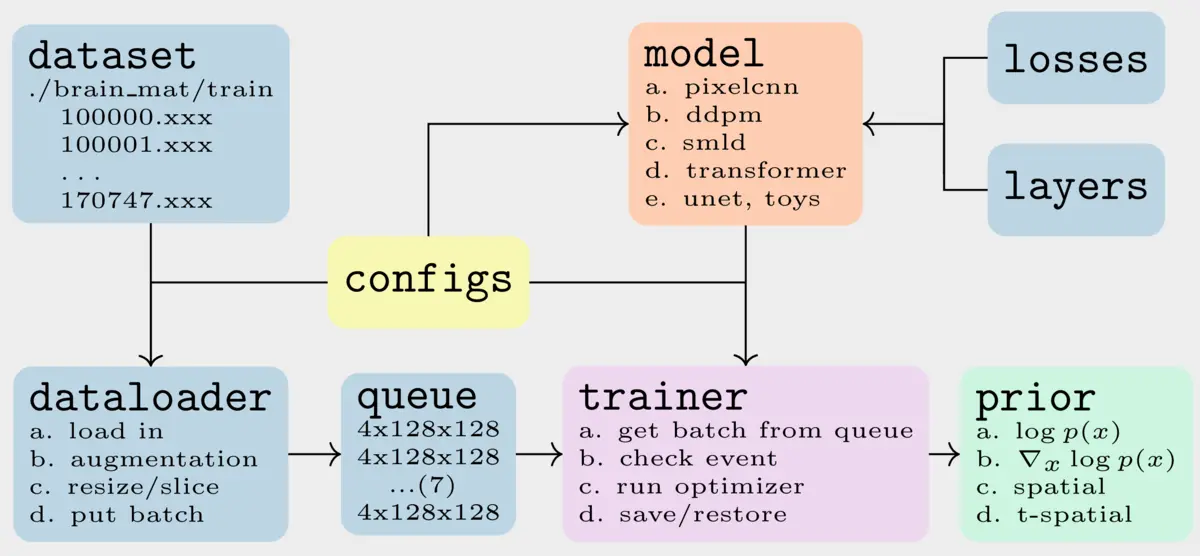 dataset
./brain_mat/train
100000.xxx
100001.xxx
...
170747.xxx
model
a. pixelcnn
b. ddpm
c. smld
d. transformer
e. unet, toys
losses
layers
configs
dataloader
a. load in
b. augmentation
c. resize/slice
d. put batch
queue
4x128x128
4x128x128
...(7)
4x128x128
trainer
a. get batch from queue
b. check event
c. run optimizer
d. save/restore
prior
a. log p(x)
b. ∇x log p(x)
c. spatial
d. t-spatial